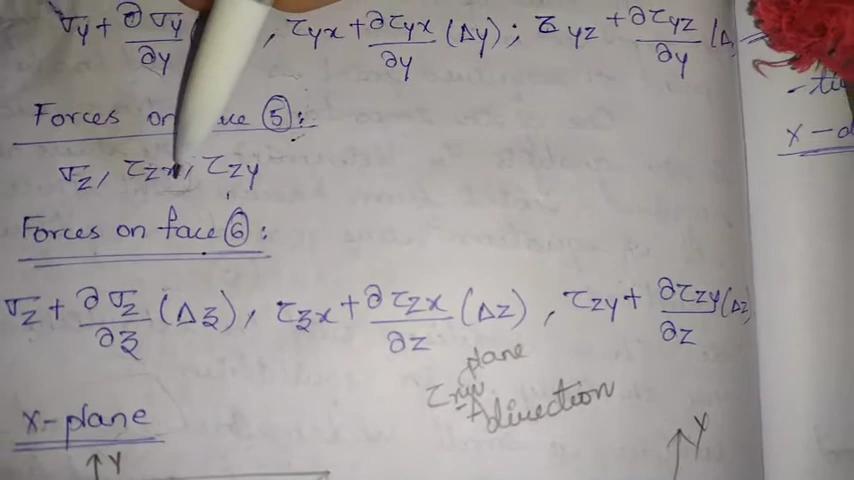 σy + ∂σy/∂y , τyx + ∂τyx/∂y (Δy) ; τyz + ∂τyz/∂y (Δ
Forces on face ⑤ :
σz, τzx, τzy
Forces on face ⑥ :
σz + ∂σz/∂z (Δz) , τzx + ∂τzx/∂z (Δz) , τzy + ∂τzy/∂z (Δz)
plane
τxy
direction
x-plane
Y
Y
x-d